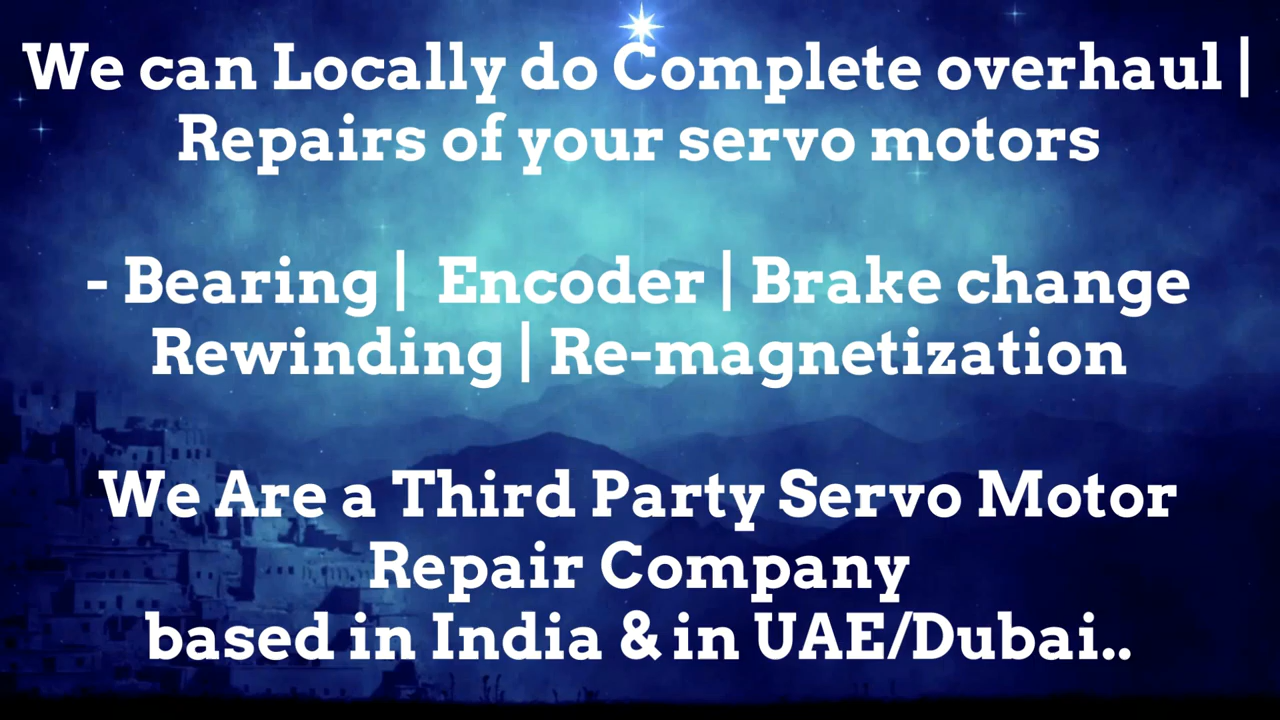 We can Locally do Complete overhaul |
Repairs of your servo motors
- Bearing | Encoder | Brake change
Rewinding | Re-magnetization
We Are a Third Party Servo Motor
Repair Company
based in India & in UAE/Dubai..